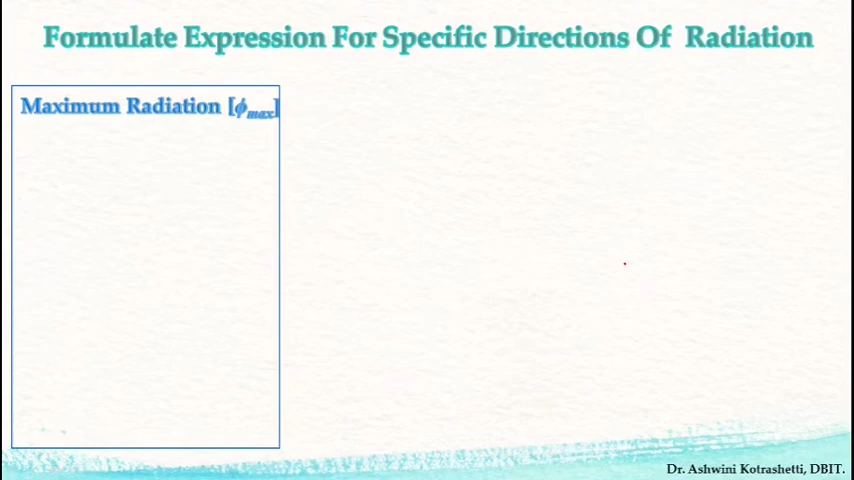 Formulate Expression For Specific Directions Of Radiation
Maximum Radiation [ϕmax]
Dr. Ashwini Kotrashetti, DBIT.